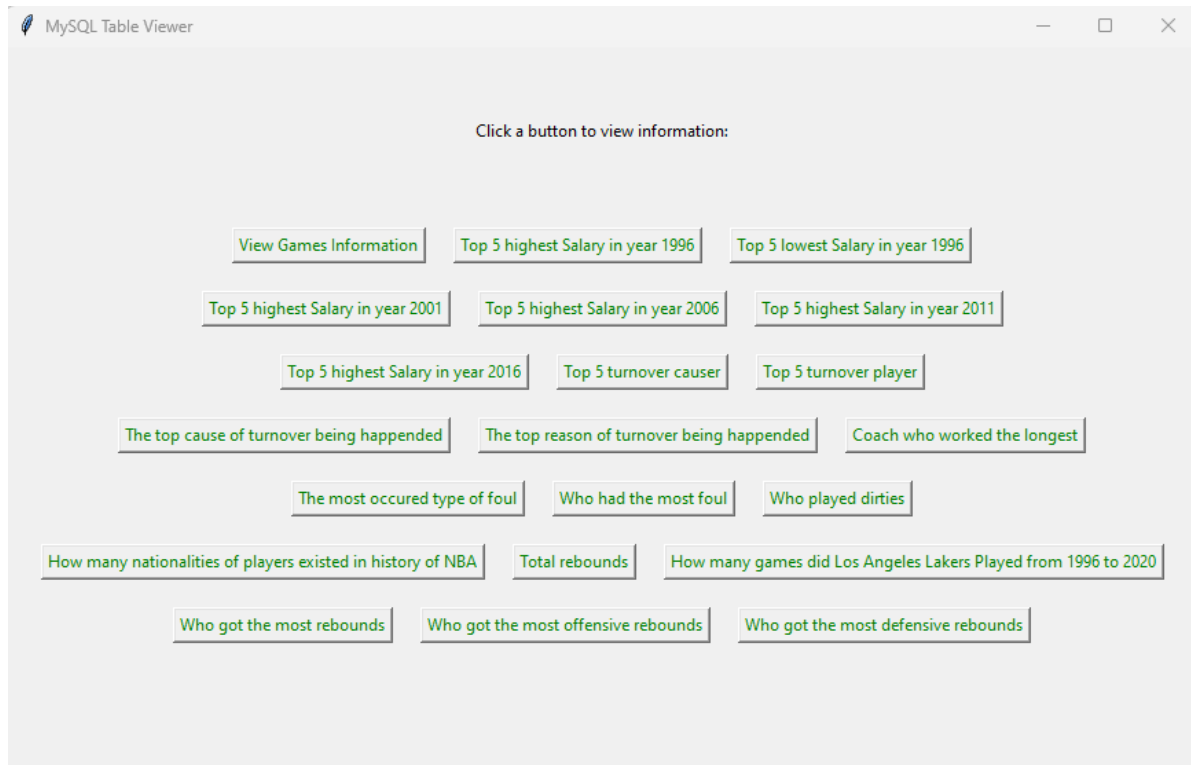 MySQL Table Viewer
Click a button to view information:
View Games Information Top 5 highest Salary in year 1996 Top 5 lowest Salary in year 1996
Top 5 highest Salary in year 2001 Top 5 highest Salary in year 2006 Top 5 highest Salary in year 2011
Top 5 highest Salary in year 2016 Top 5 turnover causer Top 5 turnover player
The top cause of turnover being happended The top reason of turnover being happended Coach who worked the longest
The most occured type of foul Who had the most foul Who played dirties
How many nationalities of players existed in history of NBA Total rebounds How many games did Los Angeles Lakers Played from 1996 to 2020
Who got the most rebounds Who got the most offensive rebounds Who got the most defensive rebounds